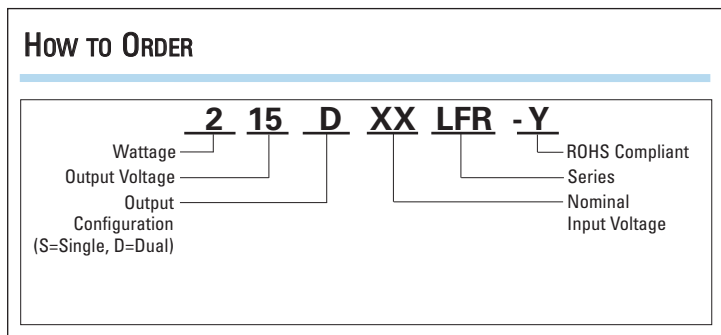 HOW TO ORDER
2 15 D XX LFR - Y
Wattage
Output Voltage
Output
Configuration
(S=Single, D=Dual)
ROHS Compliant
Series
Nominal
Input Voltage